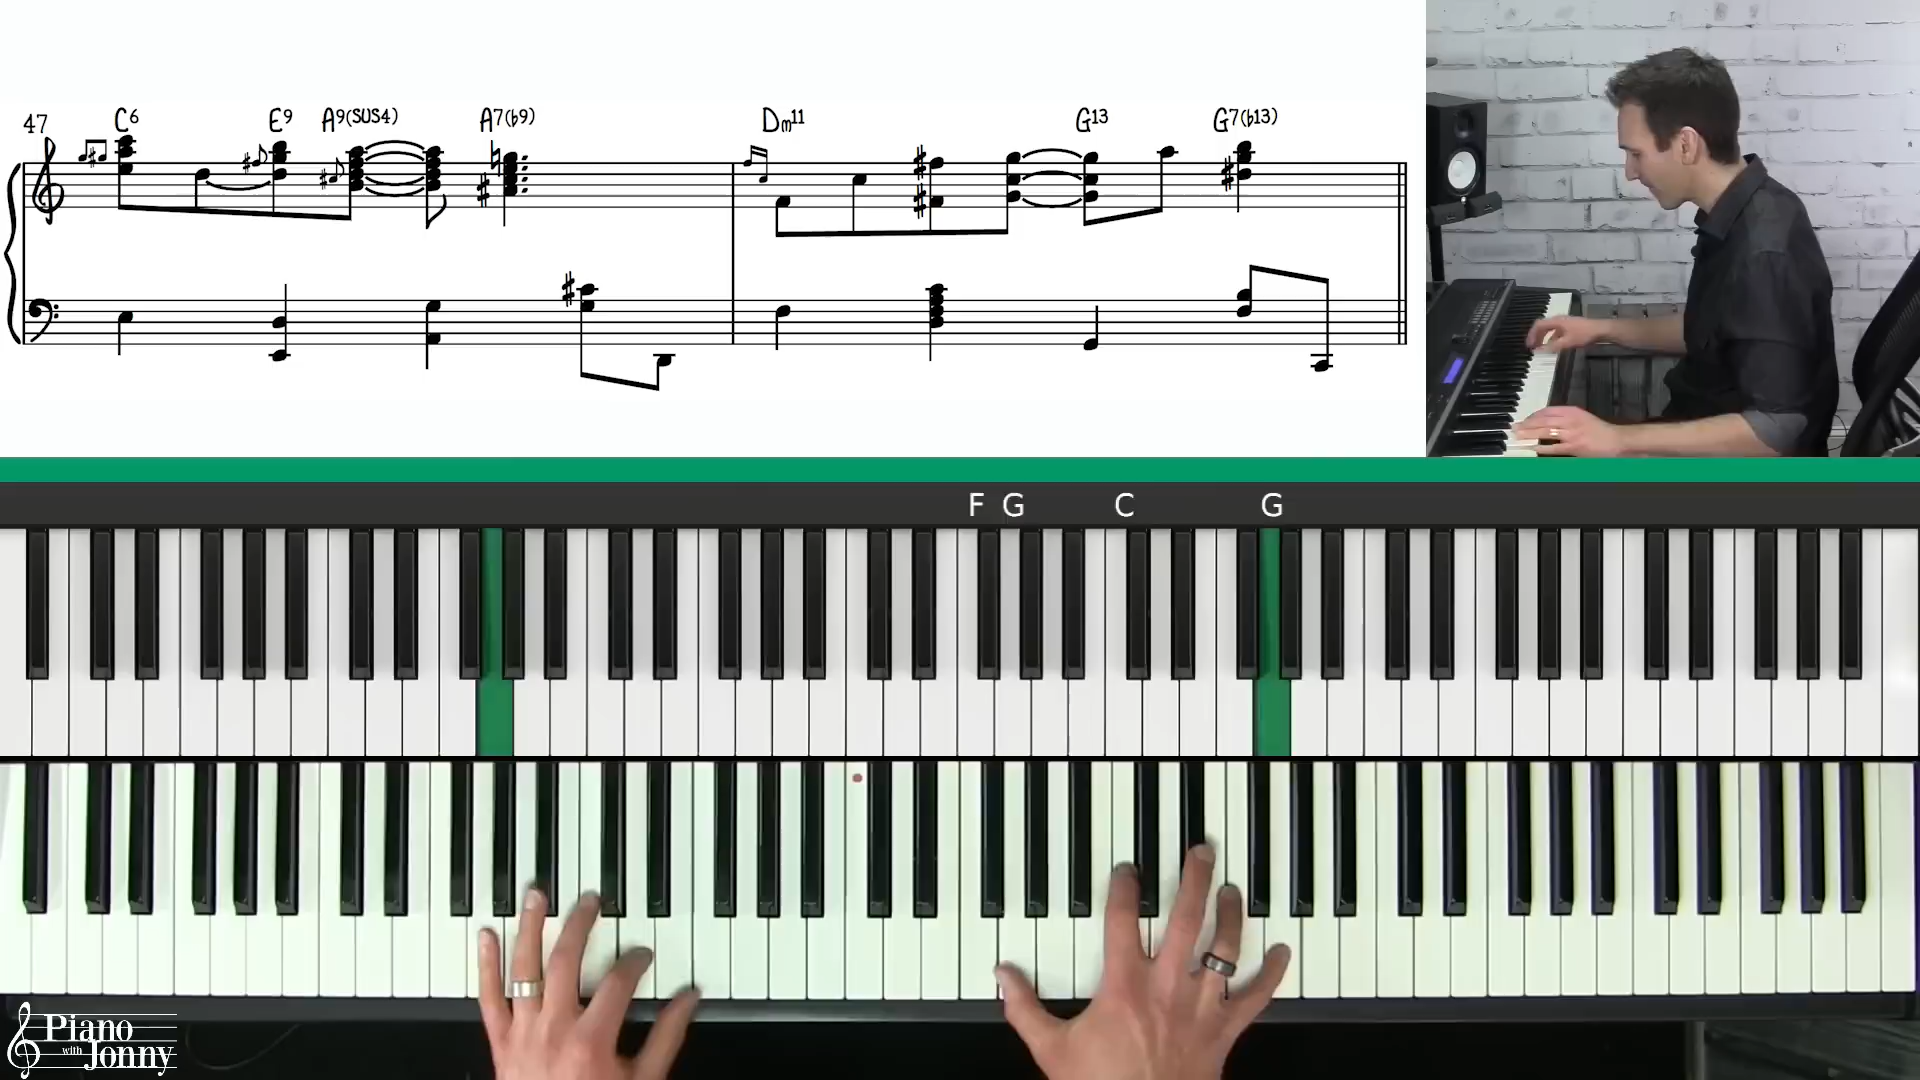 47 C6 E9 A9(SUS4) A7(b9) Dm11 G13 G7(b13)
F G C G
Piano
with Jonny